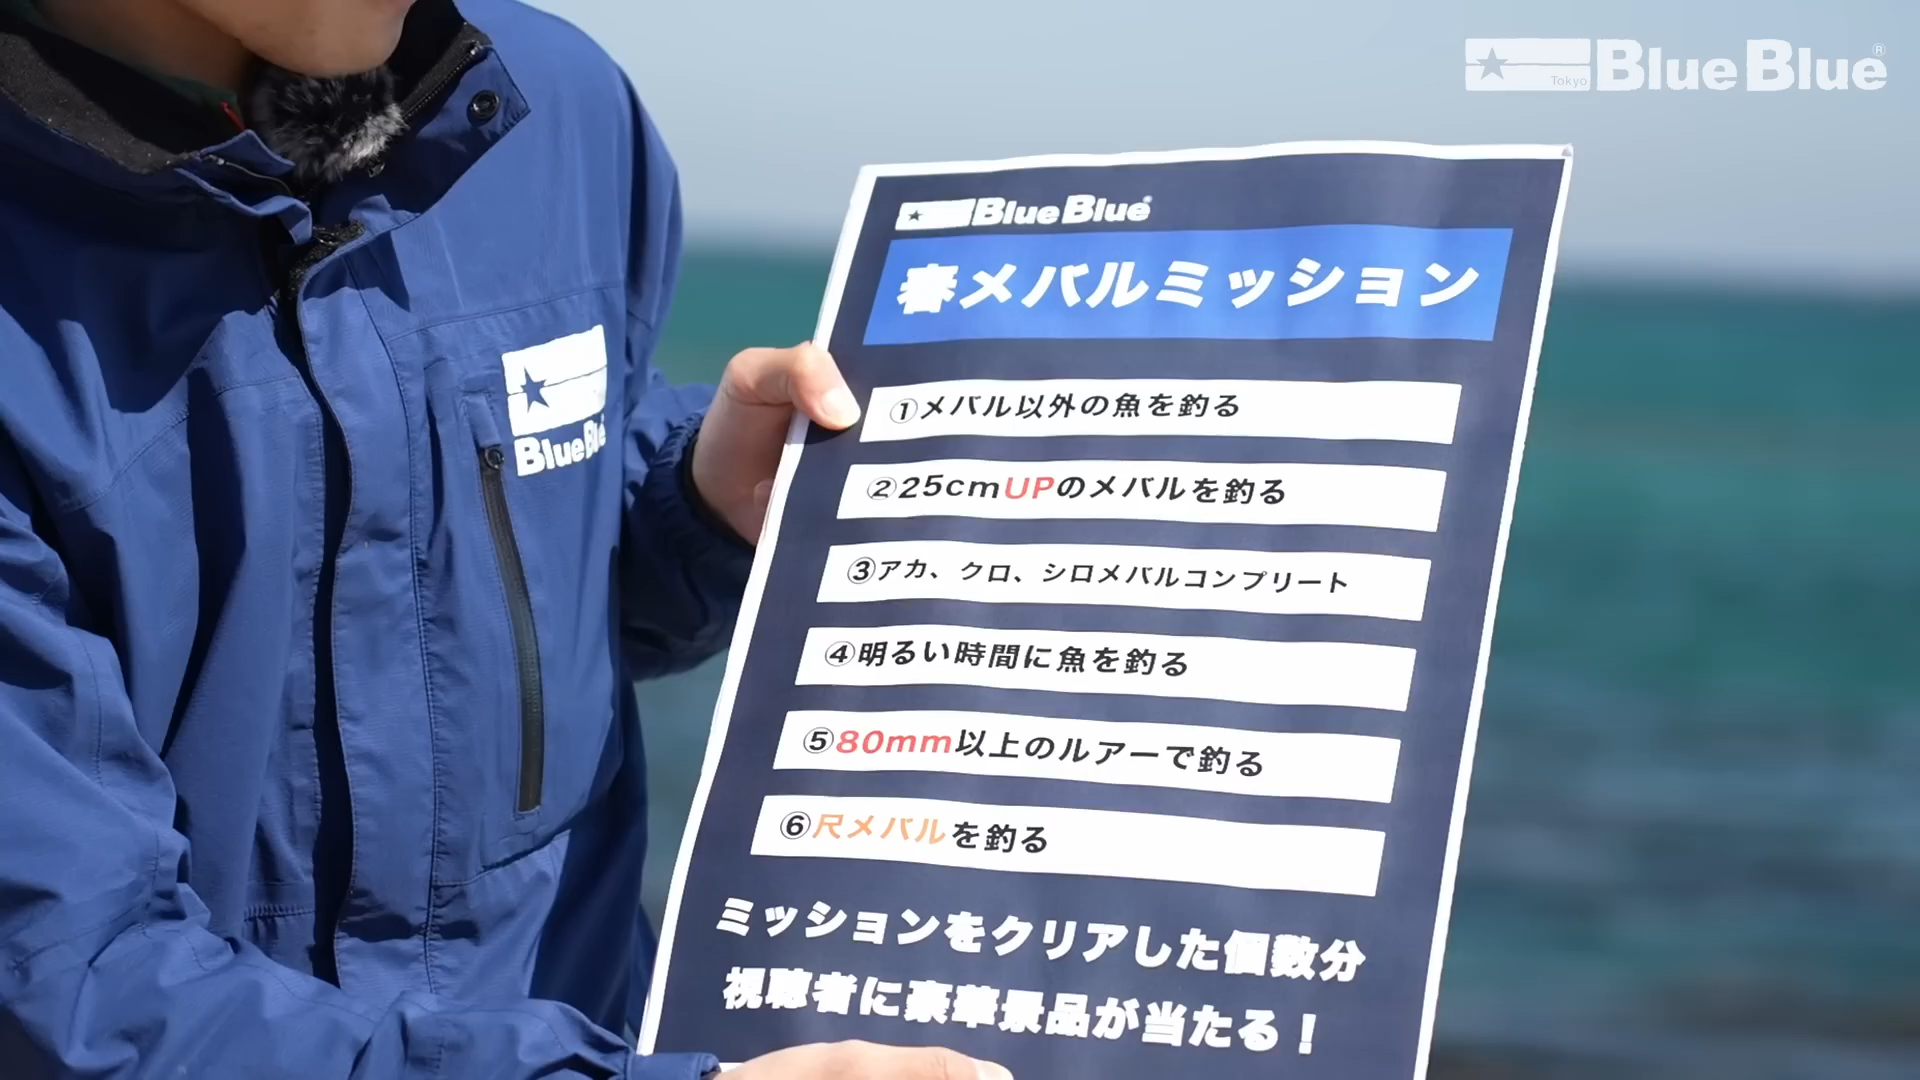 Tokyo BlueBlue®
BlueBlue
春メバルミッション
①メバル以外の魚を釣る
②25cmUPのメバルを釣る
③アカ、クロ、シロメバルコンプリート
④明るい時間に魚を釣る
⑤80mm以上のルアーで釣る
⑥尺メバルを釣る
ミッションをクリアした個数分
視聴者に豪華景品が当たる！
BlueBlue